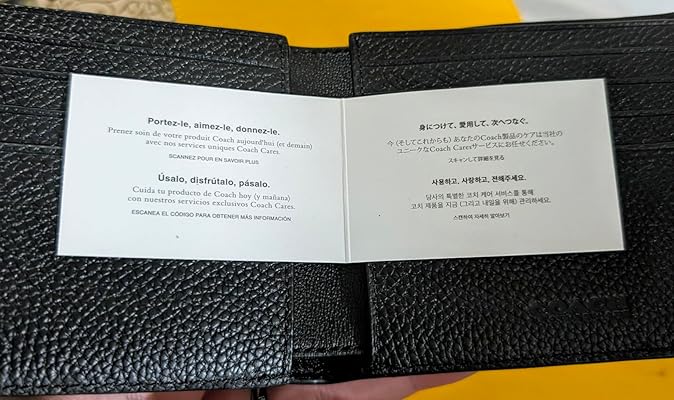 Portez-le, aimez-le, donnez-le.
Prenez soin de votre produit Coach aujourd'hui (et demain)
avec nos services uniques Coach Cares.
SCANNEZ POUR EN SAVOIR PLUS
Úsalo, disfrútalo, pásalo.
Cuida tu producto de Coach hoy (y mañana)
con nuestros servicios exclusivos Coach Cares.
ESCANEA EL CÓDIGO PARA OBTENER MÁS INFORMACIÓN
身につけて、愛用して、次へつなぐ。
今 (そしてこれからも) あなたのCoach製品のケアは当社の
ユニークなCoach Caresサービスにお任せください。
スキャンして詳細を見る
사용하고, 사랑하고, 전해주세요.
당사의 특별한 코치 케어 서비스를 통해
코치 제품을 지금 (그리고 내일을 위해) 관리하세요.
스캔하여 자세히 알아보기
COACH